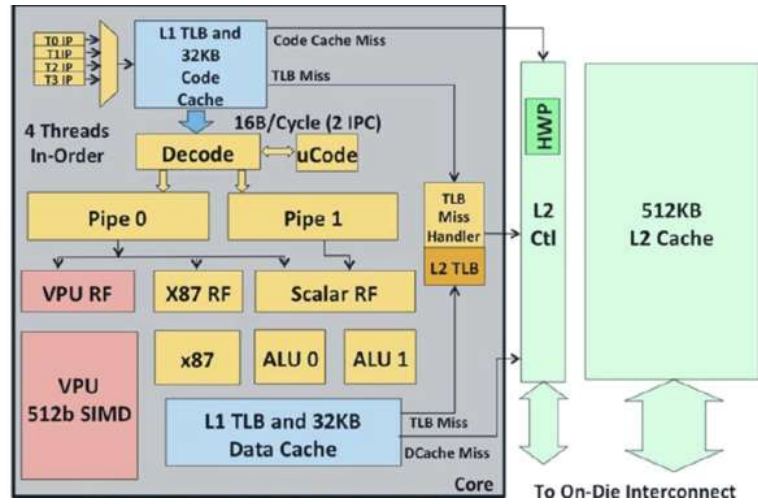 T0 IP
T1 IP
T2 IP
T3 IP
L1 TLB and
32KB
Code
Cache
Code Cache Miss
TLB Miss
4 Threads
In-Order
16B/Cycle (2 IPC)
Decode
uCode
Pipe 0
Pipe 1
TLB
Miss
Handler
L2 TLB
HWP
L2
Ctl
512KB
L2 Cache
VPU RF
X87 RF
Scalar RF
VPU
512b SIMD
x87
ALU 0
ALU 1
L1 TLB and 32KB
Data Cache
TLB Miss
DCache Miss
Core
To On-Die Interconnect